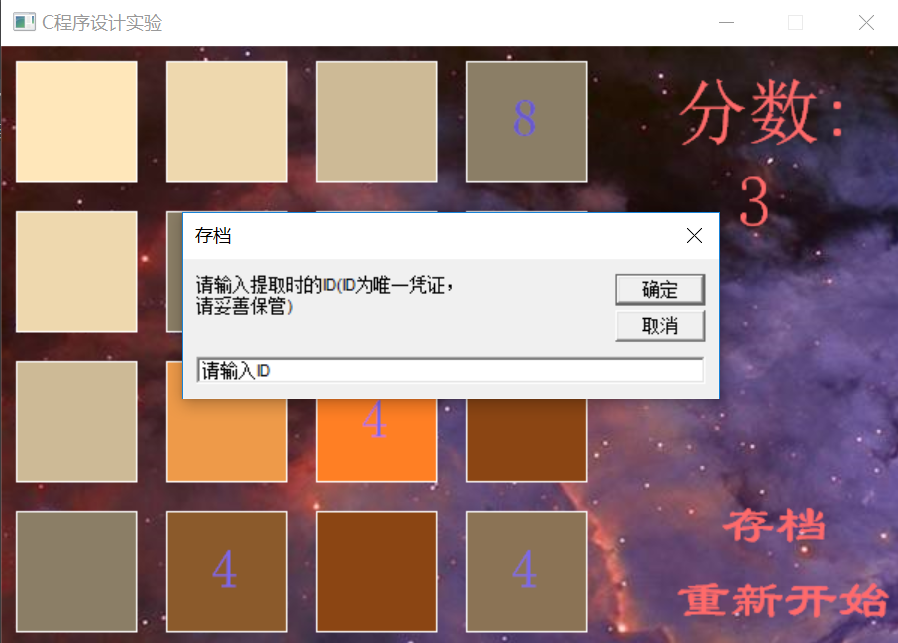 C程序设计实验
8
分数:
3
存档
请输入提取时的ID(ID为唯一凭证,
请妥善保管)
确定
取消
请输入ID
4
4
4
存档
重新开始